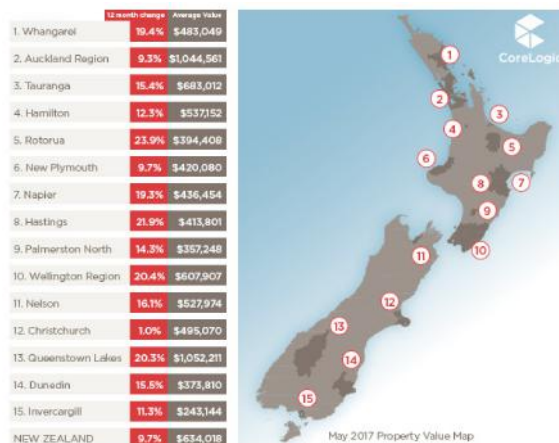 12 month change Average Value
1. Whangarei 19.4% $483,049
2. Auckland Region 9.3% $1,044,561
3. Tauranga 15.4% $683,012
4. Hamilton 12.3% $537,152
5. Rotorua 23.9% $394,408
6. New Plymouth 9.7% $420,080
7. Napier 19.3% $436,454
8. Hastings 21.9% $413,801
9. Palmerston North 14.3% $357,248
10. Wellington Region 20.4% $607,907
11. Nelson 16.1% $527,974
12. Christchurch 1.0% $495,070
13. Queenstown Lakes 20.3% $1,052,211
14. Dunedin 15.5% $373,810
15. Invercargill 11.3% $243,144
NEW ZEALAND 9.7% $634,018
CoreLogic
1
2
3
4
5
6
7
8
9
10
11
12
13
14
15
May 2017 Property Value Map